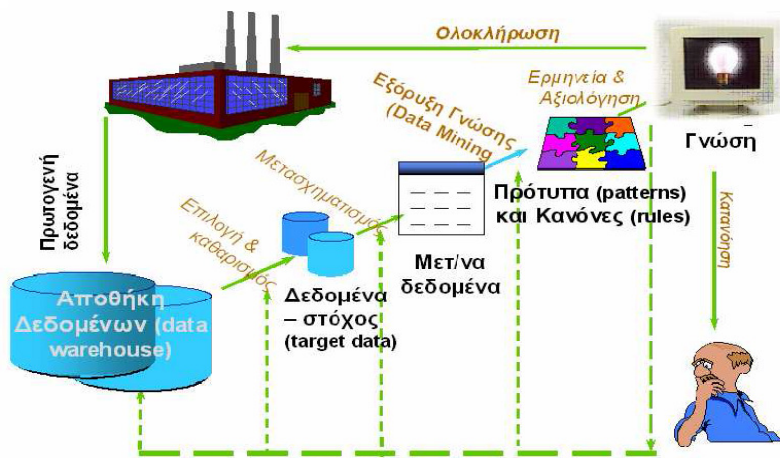 Ολοκλήρωση
Πρωτογενή
δεδομένα
Αποθήκη
Δεδομένων (data
warehouse)
Επιλογή &
καθαρισμός
Δεδομένα
– στόχος
(target data)
Μετασχηματισμός
Μετ/να
δεδομένα
Εξόρυξη Γνώσης
(Data Mining
Πρότυπα (patterns)
και Κανόνες (rules)
Ερμηνεία &
Αξιολόγηση
Γνώση
Κατανόηση